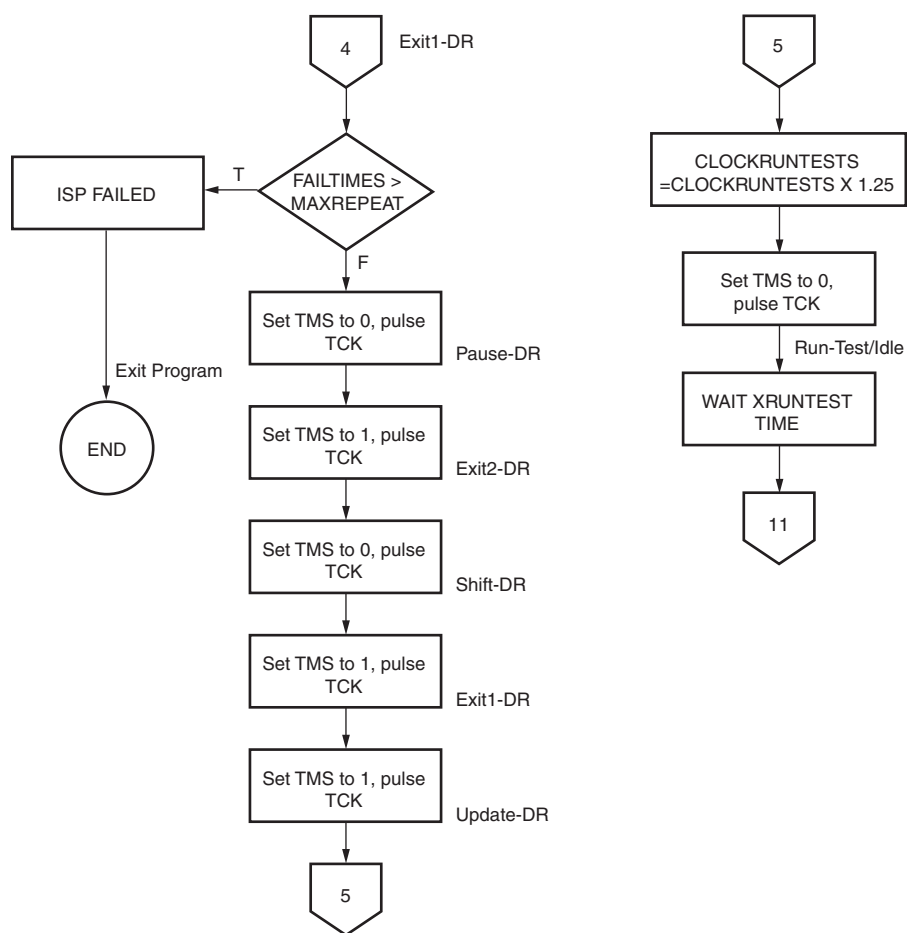 4
Exit1-DR
FAILTIMES >
MAXREPEAT
T
ISP FAILED
F
Exit Program
END
Set TMS to 0, pulse
TCK
Pause-DR
Set TMS to 1, pulse
TCK
Exit2-DR
Set TMS to 0, pulse
TCK
Shift-DR
Set TMS to 1, pulse
TCK
Exit1-DR
Set TMS to 1, pulse
TCK
Update-DR
5
5
CLOCKRUNTESTS
=CLOCKRUNTESTS X 1.25
Set TMS to 0,
pulse TCK
Run-Test/Idle
WAIT XRUNTEST
TIME
11